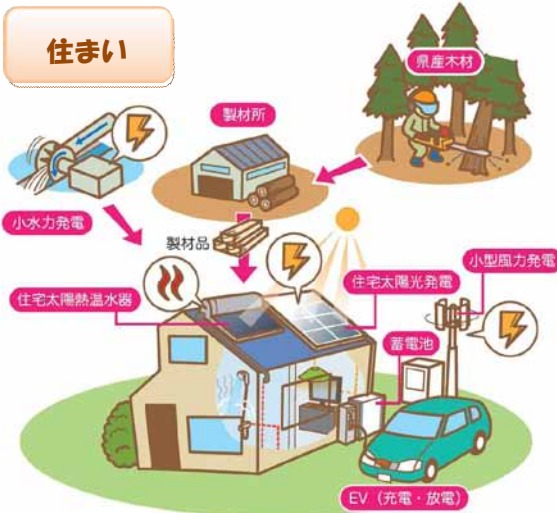 住まい
県産木材
製材所
小水力発電
製材品
住宅太陽熱温水器
住宅太陽光発電
小型風力発電
蓄電池
EV（充電・放電）